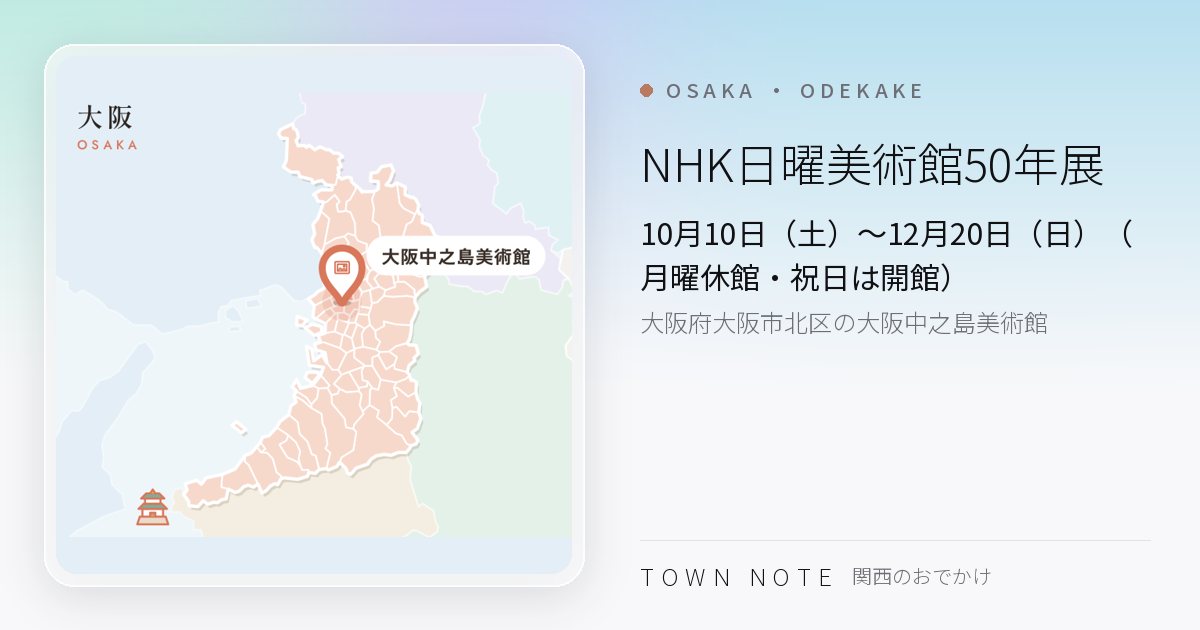 大阪
OSAKA
大阪中之島美術館
OSAKA • ODEKAKE
NHK日曜美術館50年展
10月10日（土）〜12月20日（日）（
月曜休館・祝日は開館）
大阪府大阪市北区の大阪中之島美術館
TOWN NOTE 関西のおでかけ